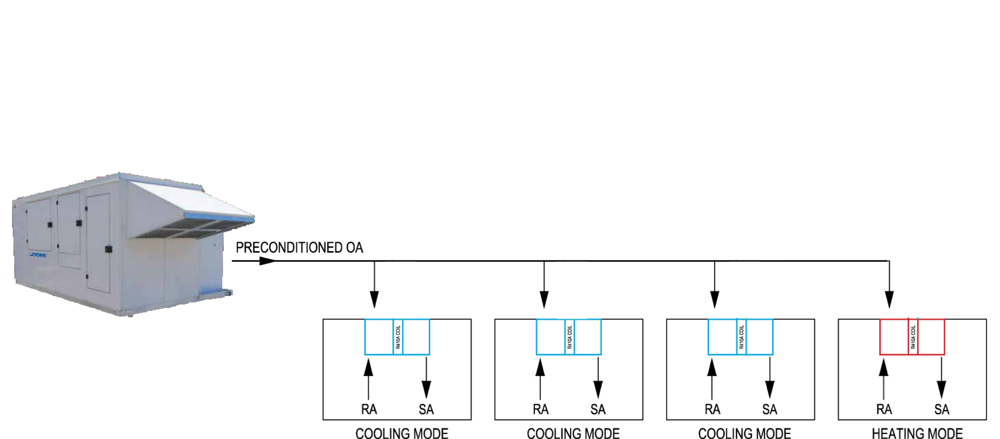 YORK
PRECONDITIONED OA
R410A COIL
R410A COIL
R410A COIL
R410A COIL
RA SA
RA SA
RA SA
RA SA
COOLING MODE
COOLING MODE
COOLING MODE
HEATING MODE